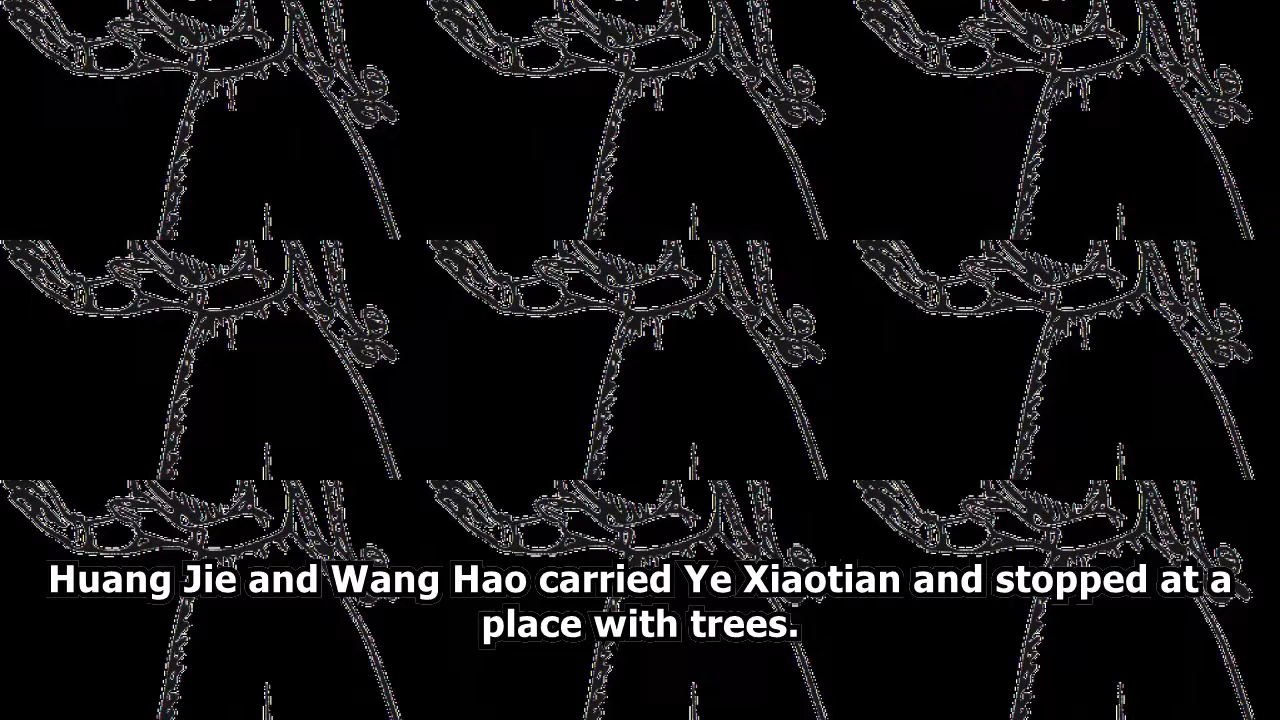 Huang Jie and Wang Hao carried Ye Xiaotian and stopped at a
place with trees.